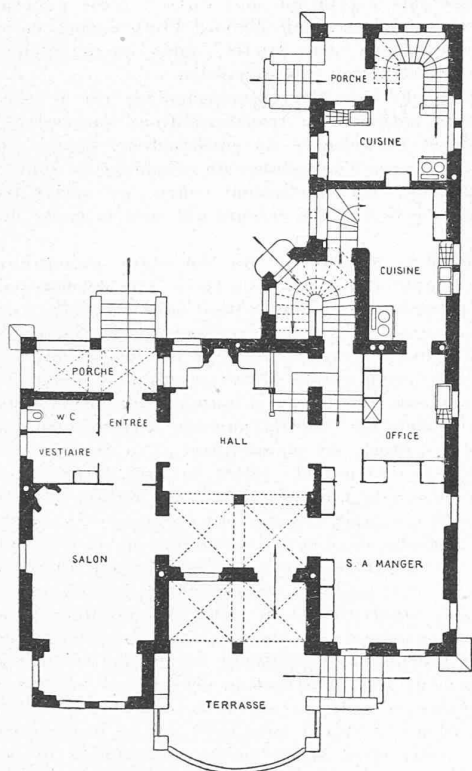 PORCHE
CUISINE
CUISINE
PORCHE
W C
ENTRÉE
VESTIAIRE
HALL
OFFICE
SALON
S. A MANGER
TERRASSE